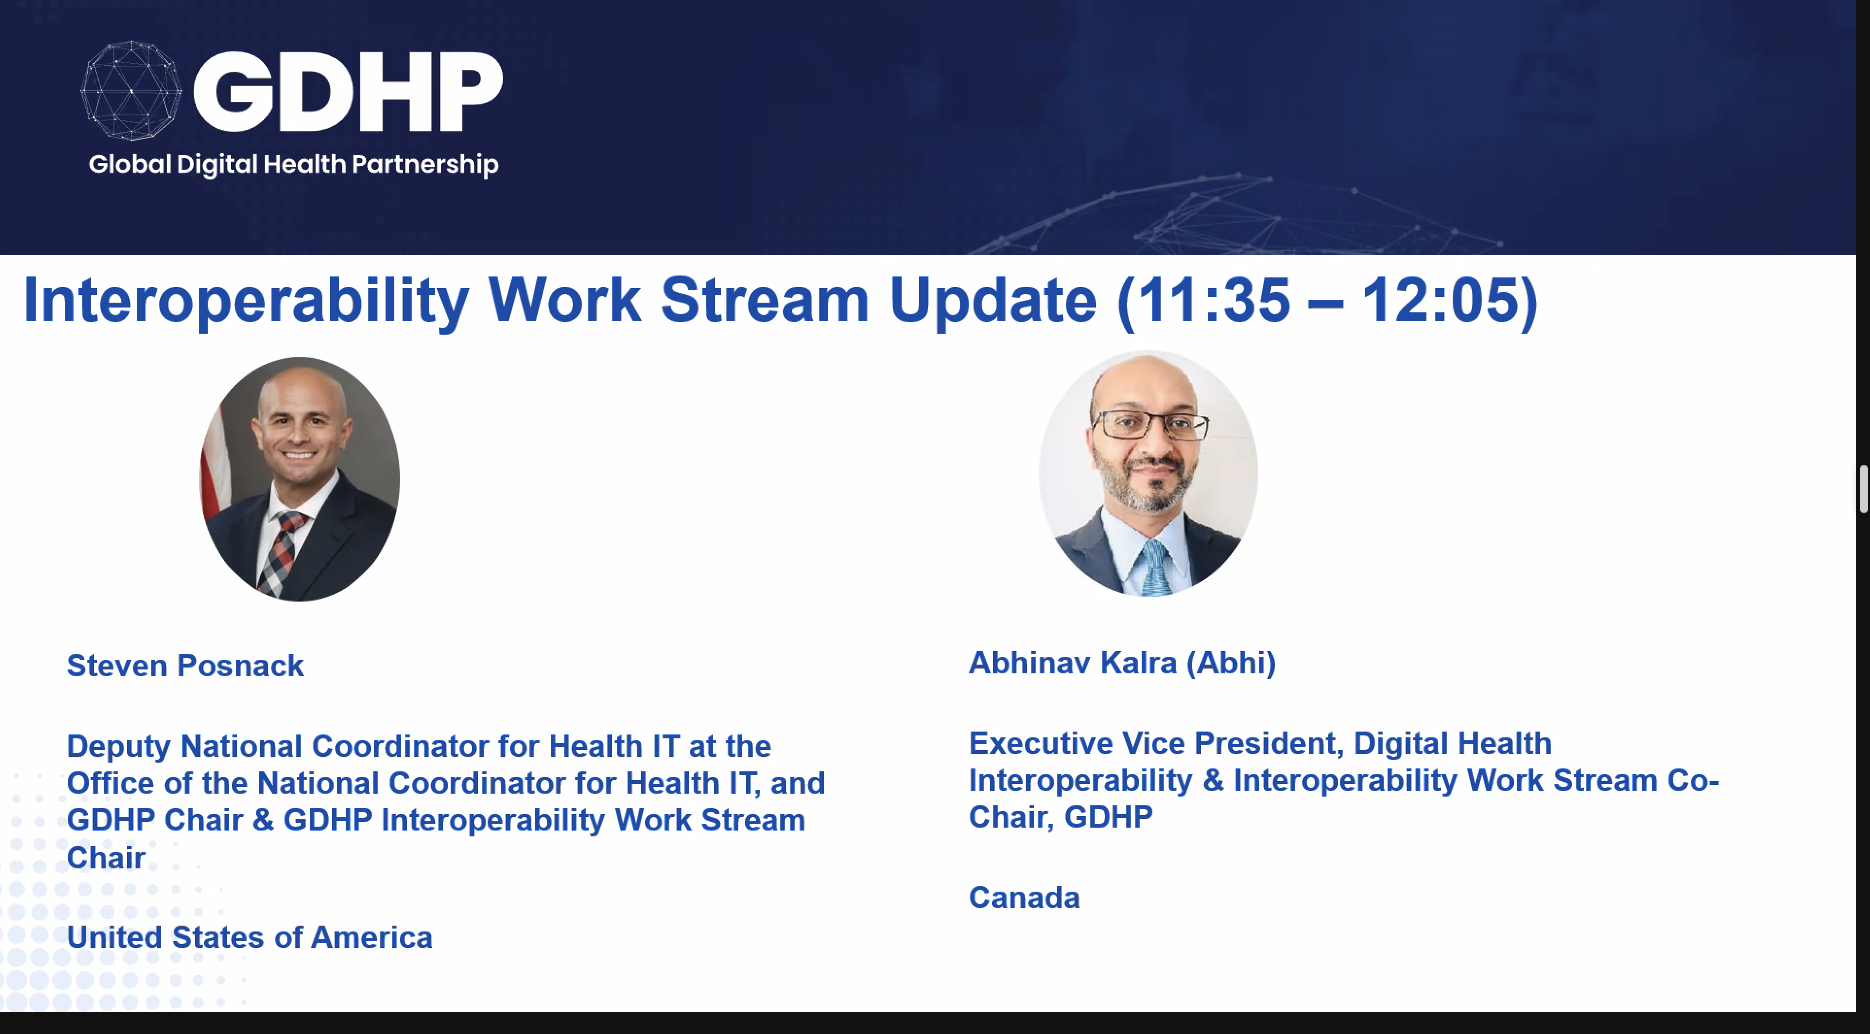 GDHP
Global Digital Health Partnership
Interoperability Work Stream Update (11:35 – 12:05)
Steven Posnack
Deputy National Coordinator for Health IT at the
Office of the National Coordinator for Health IT, and
GDHP Chair & GDHP Interoperability Work Stream
Chair
United States of America
Abhinav Kalra (Abhi)
Executive Vice President, Digital Health
Interoperability & Interoperability Work Stream Co-
Chair, GDHP
Canada